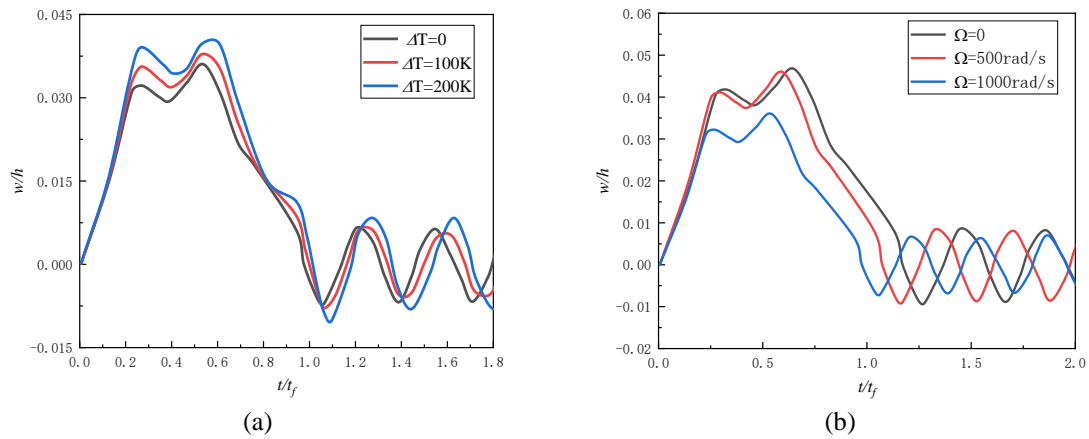 0.045
0.030
0.015
0.000
-0.015
w/h
0.0 0.2 0.4 0.6 0.8 1.0 1.2 1.4 1.6 1.8
t/t_f
ΔT=0
ΔT=100K
ΔT=200K
(a)
0.06
0.05
0.04
0.03
0.02
0.01
0.00
-0.01
-0.02
w/h
0.0 0.5 1.0 1.5 2.0
t/t_f
Ω=0
Ω=500rad/s
Ω=1000rad/s
(b)